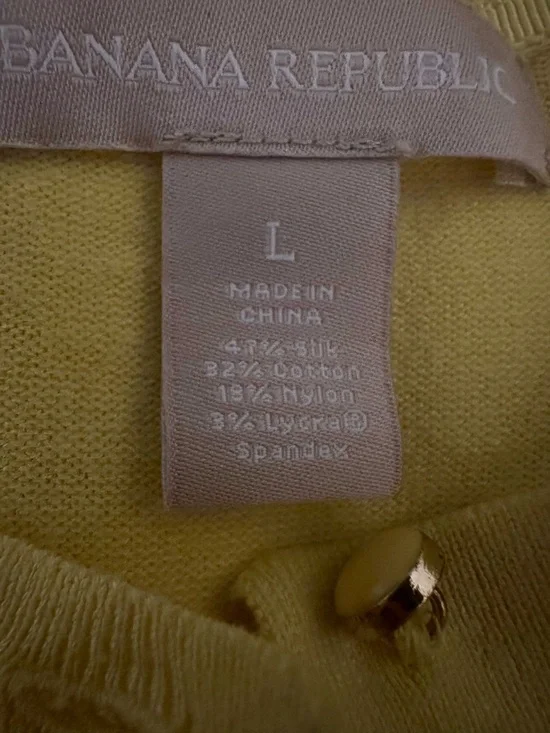 BANANA REPUBLIC
L
MADE IN
CHINA
47% Silk
32% Cotton
18% Nylon
3% Lycra®
Spandex